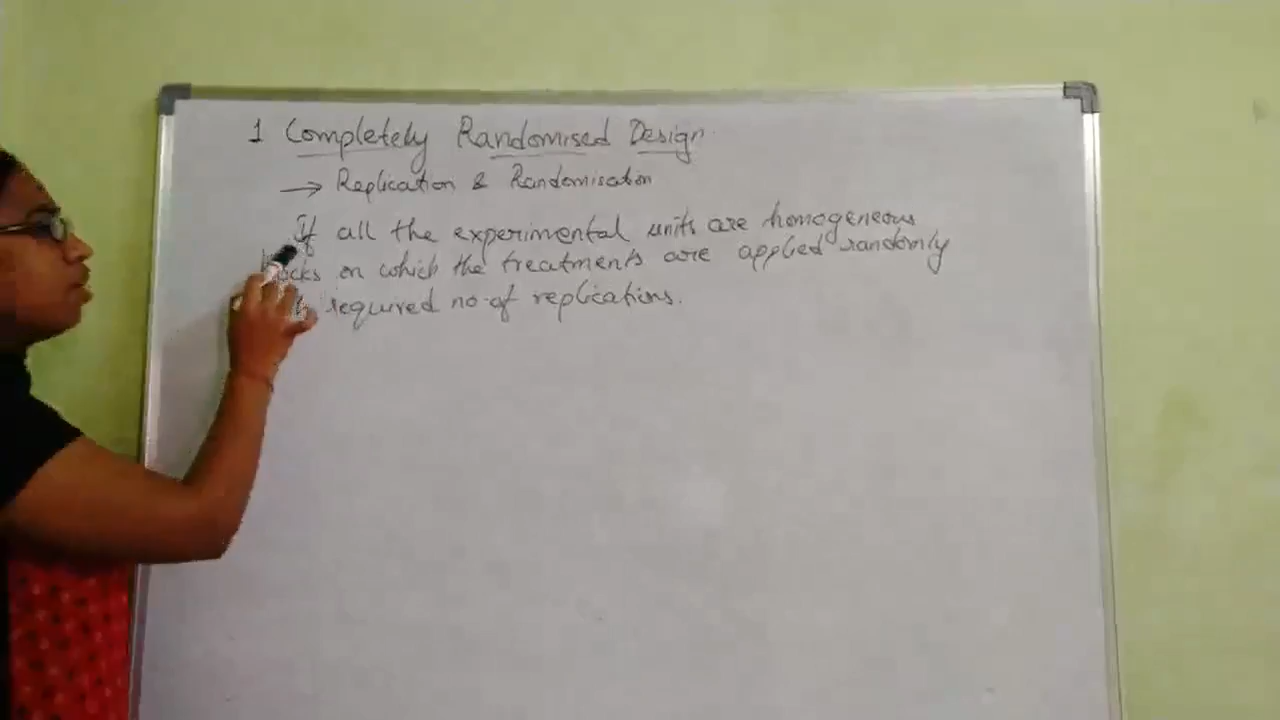 1 Completely Randomised Design.
→ Replication & Randomisation
If all the experimental units are homogeneous
on which the treatments are applied randomly
required no. of replications.